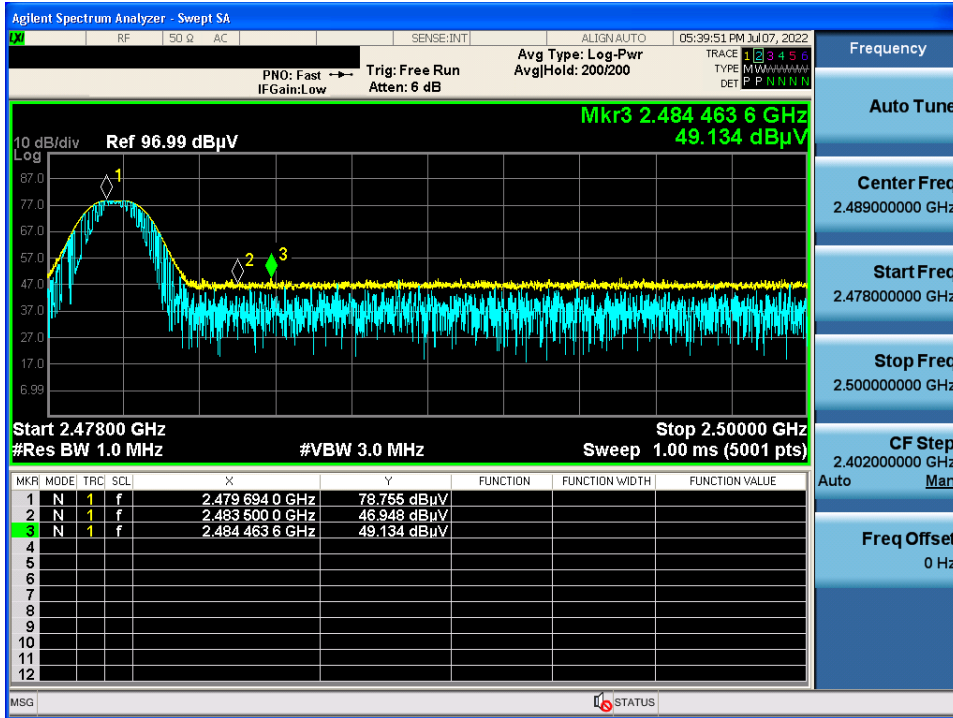 Agilent Spectrum Analyzer - Swept SA
LXI RF 50 Ω AC SENSE:INT ALIGN AUTO 05:39:51 PM Jul 07, 2022
PNO: Fast Trig: Free Run Avg Type: Log-Pwr TRACE 1 2 3 4 5 6
IFGain:Low Atten: 6 dB Avg|Hold: 200/200 TYPE M W W W W W
DET P P N N N N
Mkr3 2.484 463 6 GHz
49.134 dBµV
10 dB/div Ref 96.99 dBµV
Log
87.0
77.0
67.0
57.0
47.0
37.0
27.0
17.0
6.99
1
2
3
Start 2.47800 GHz Stop 2.50000 GHz
#Res BW 1.0 MHz #VBW 3.0 MHz Sweep 1.00 ms (5001 pts)
MKR MODE TRC SCL X Y FUNCTION FUNCTION WIDTH FUNCTION VALUE
1 N 1 f 2.479 694 0 GHz 78.755 dBµV
2 N 1 f 2.483 500 0 GHz 46.948 dBµV
3 N 1 f 2.484 463 6 GHz 49.134 dBµV
4
5
6
7
8
9
10
11
12
MSG STATUS
Frequency
Auto Tune
Center Freq
2.489000000 GHz
Start Freq
2.478000000 GHz
Stop Freq
2.500000000 GHz
CF Step
2.402000000 GHz
Auto Man
Freq Offset
0 Hz